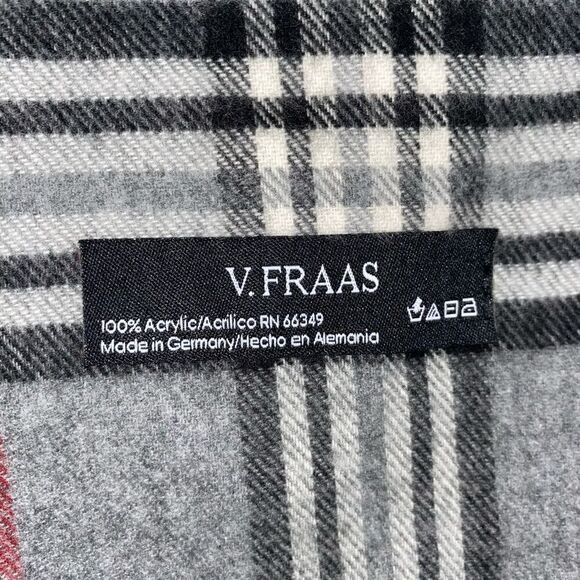 V. FRAAS
100% Acrylic/Acrilico RN 66349
Made in Germany/Hecho en Alemania